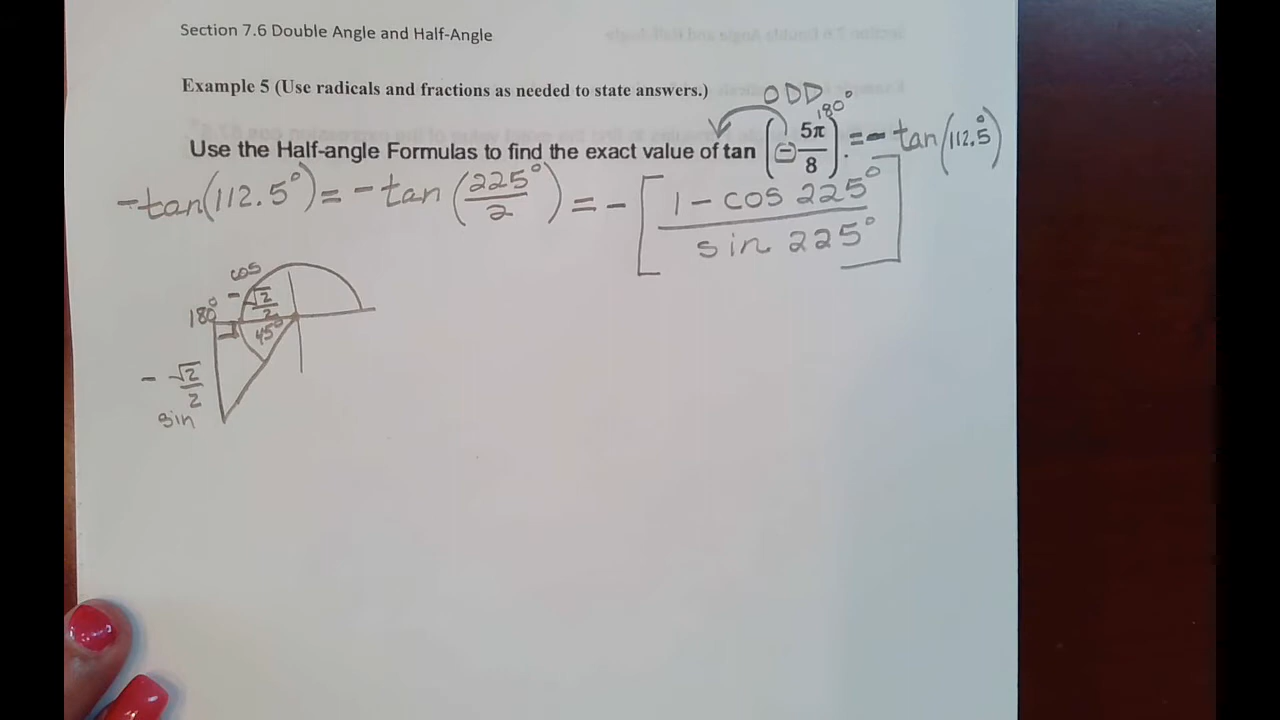 Section 7.6 Double Angle and Half-Angle
Example 5 (Use radicals and fractions as needed to state answers.)
ODD
180°
Use the Half-angle Formulas to find the exact value of tan (-5π/8). = - tan(112.5°)
-tan(112.5°) = -tan(225°/2) = -[1 - cos 225°/sin 225°]
cos
180° -√2/2
45°
-√2/2
sin